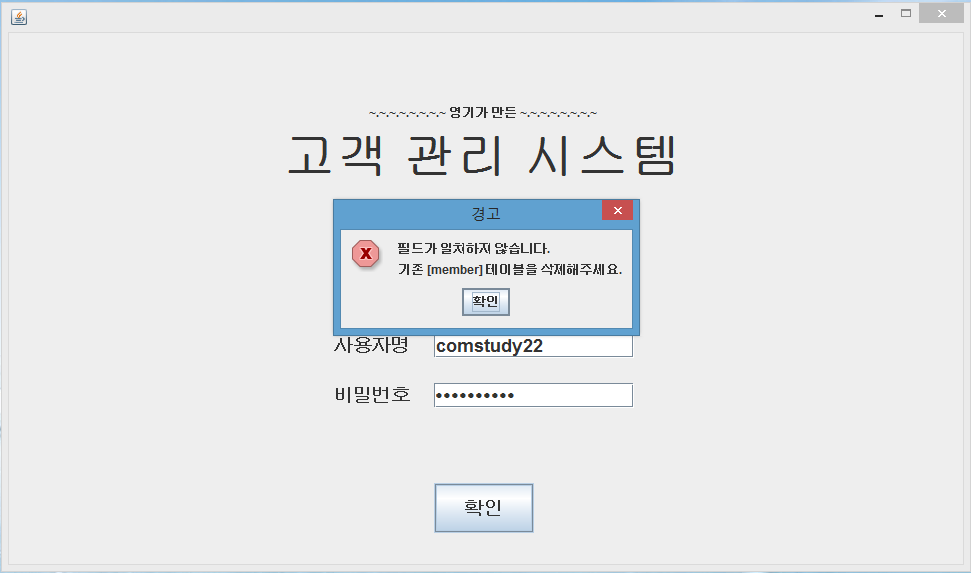 ~.~.~.~.~.~.~.~ 영기가 만든 ~.~.~.~.~.~.~.~
고객 관리 시스템
경고
필드가 일치하지 않습니다.
기존 [member] 테이블을 삭제해주세요.
확인
사용자명 comstudy22
비밀번호 ••••••••••
확인